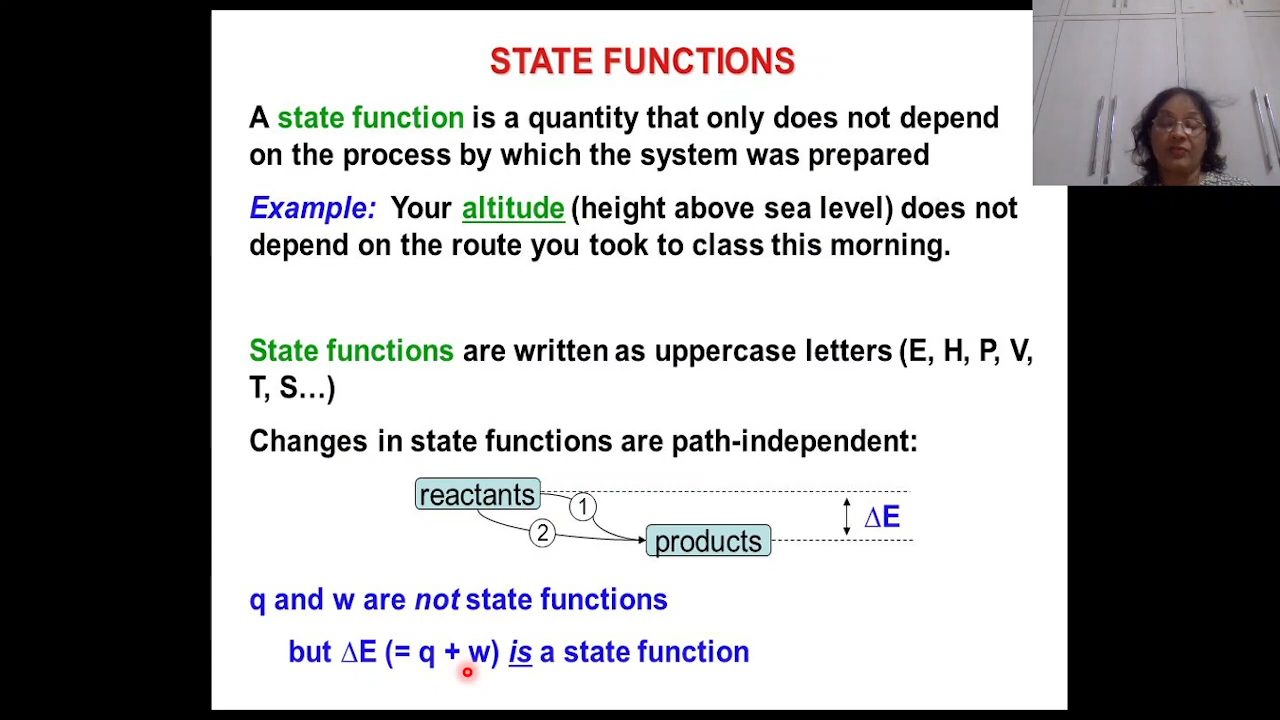 STATE FUNCTIONS
A state function is a quantity that only does not depend
on the process by which the system was prepared
Example: Your altitude (height above sea level) does not
depend on the route you took to class this morning.
State functions are written as uppercase letters (E, H, P, V,
T, S…)
Changes in state functions are path-independent:
reactants
1
∆E
2
products
q and w are not state functions
but ∆E (= q + w) is a state function